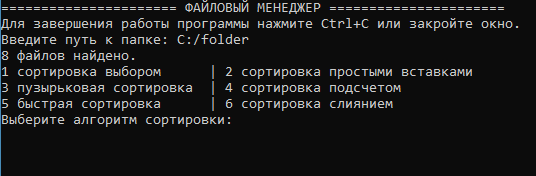 ====================== ФАЙЛОВЫЙ МЕНЕДЖЕР ======================
Для завершения работы программы нажмите Ctrl+C или закройте окно.
Введите путь к папке: C:/folder
8 файлов найдено.
1 сортировка выбором | 2 сортировка простыми вставками
3 пузырьковая сортировка | 4 сортировка подсчетом
5 быстрая сортировка | 6 сортировка слиянием
Выберите алгоритм сортировки: